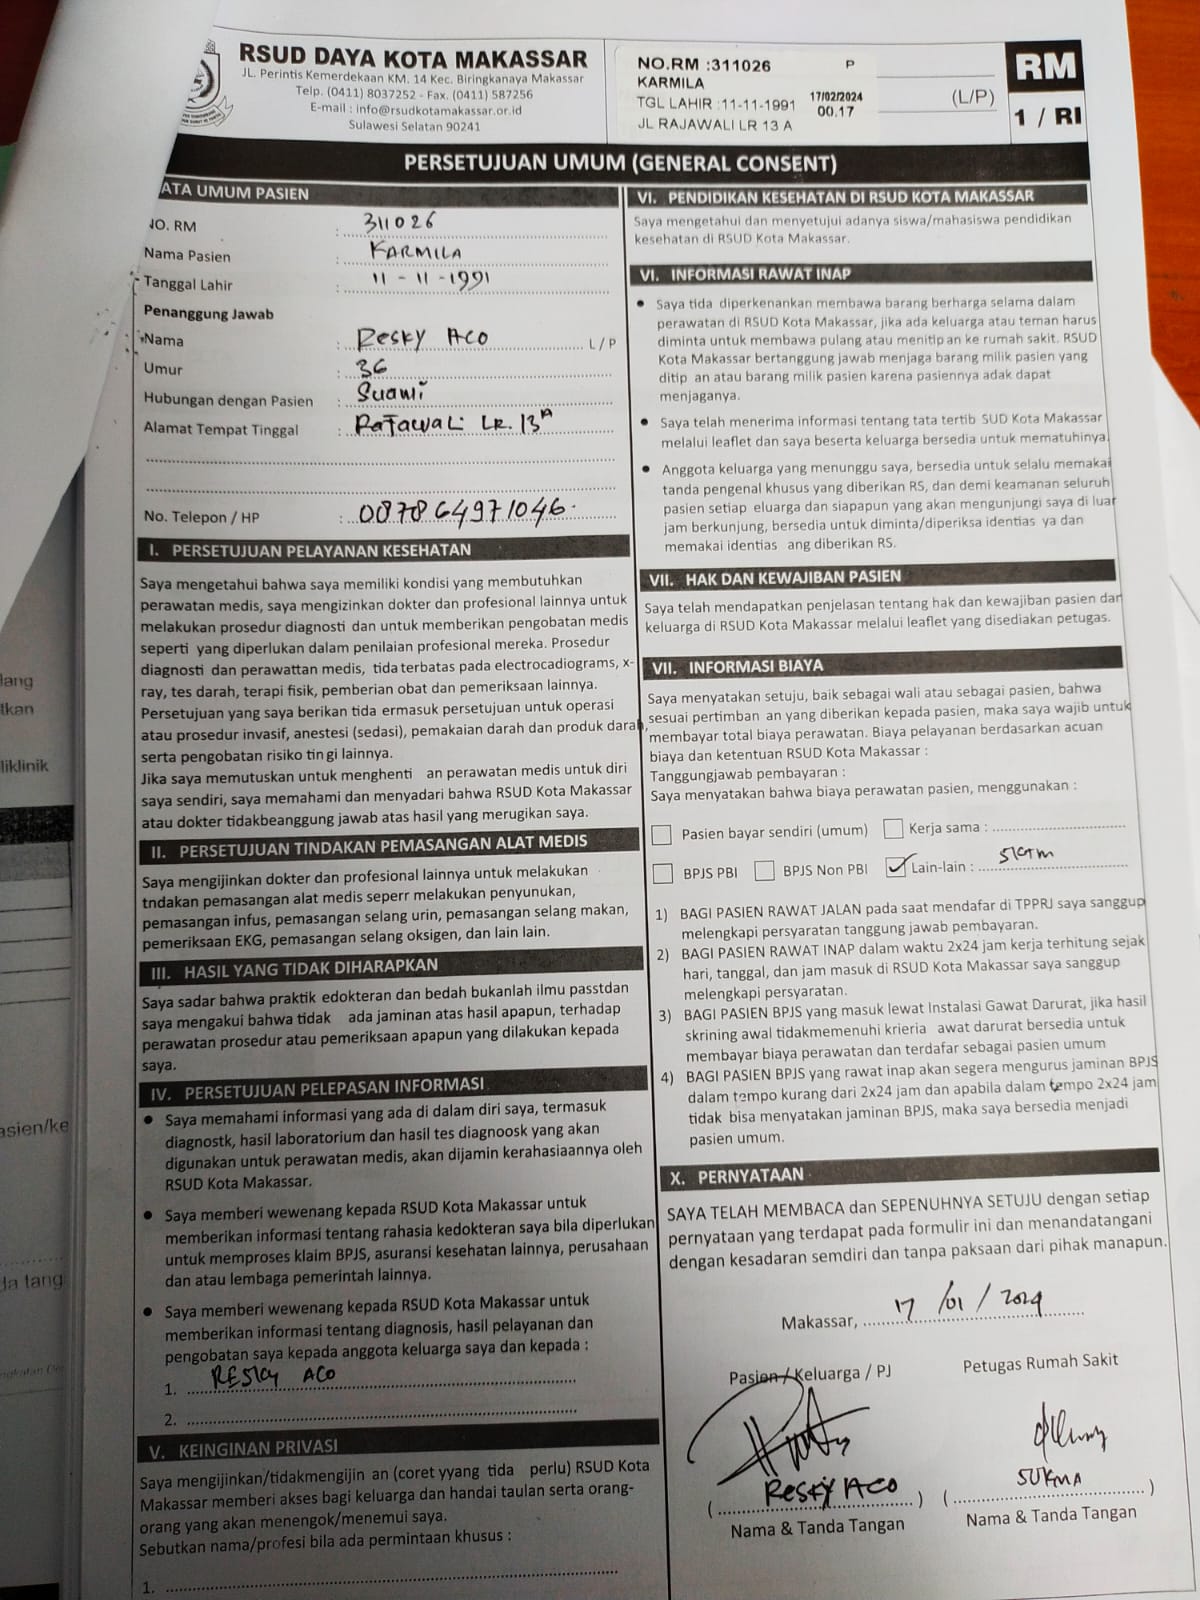 RSUD DAYA KOTA MAKASSAR
JL. Perintis Kemerdekaan KM. 14 Kec. Biringkanaya Makassar
Telp. (0411) 8037252 - Fax. (0411) 587256
E-mail : info@rsudkotamakassar.or.id
Sulawesi Selatan 90241
NO.RM :311026 P
KARMILA
TGL LAHIR :11-11-1991
17/02/2024
00.17
JL RAJAWALI LR 13 A
(L/P)
RM
1 / RI
PERSETUJUAN UMUM (GENERAL CONSENT)
ATA UMUM PASIEN
NO. RM : 311026
Nama Pasien : KARMILA
Tanggal Lahir : 11 - 11 - 1991
Penanggung Jawab
Nama : Resky ACO L / P
Umur : 36
Hubungan dengan Pasien : Suami
Alamat Tempat Tinggal : RaJawali LR. 13 A
No. Telepon / HP : 087864971046.
I. PERSETUJUAN PELAYANAN KESEHATAN
Saya mengetahui bahwa saya memiliki kondisi yang membutuhkan
perawatan medis, saya mengizinkan dokter dan profesional lainnya untuk
melakukan prosedur diagnosti dan untuk memberikan pengobatan medis
seperti yang diperlukan dalam penilaian profesional mereka. Prosedur
diagnosti dan perawattan medis, tida terbatas pada electrocadiograms, x-
ray, tes darah, terapi fisik, pemberian obat dan pemeriksaan lainnya.
Persetujuan yang saya berikan tida ermasuk persetujuan untuk operasi
atau prosedur invasif, anestesi (sedasi), pemakaian darah dan produk darah,
serta pengobatan risiko tin gi lainnya.
Jika saya memutuskan untuk menghenti an perawatan medis untuk diri
saya sendiri, saya memahami dan menyadari bahwa RSUD Kota Makassar
atau dokter tidakbeanggung jawab atas hasil yang merugikan saya.
II. PERSETUJUAN TINDAKAN PEMASANGAN ALAT MEDIS
Saya mengijinkan dokter dan profesional lainnya untuk melakukan
tndakan pemasangan alat medis seperr melakukan penyunukan,
pemasangan infus, pemasangan selang urin, pemasangan selang makan,
pemeriksaan EKG, pemasangan selang oksigen, dan lain lain.
III. HASIL YANG TIDAK DIHARAPKAN
Saya sadar bahwa praktik edokteran dan bedah bukanlah ilmu passtdan
saya mengakui bahwa tidak ada jaminan atas hasil apapun, terhadap
perawatan prosedur atau pemeriksaan apapun yang dilakukan kepada
saya.
IV. PERSETUJUAN PELEPASAN INFORMASI
• Saya memahami informasi yang ada di dalam diri saya, termasuk
diagnostk, hasil laboratorium dan hasil tes diagnoosk yang akan
digunakan untuk perawatan medis, akan dijamin kerahasiaannya oleh
RSUD Kota Makassar.
• Saya memberi wewenang kepada RSUD Kota Makassar untuk
memberikan informasi tentang rahasia kedokteran saya bila diperlukan
untuk memproses klaim BPJS, asuransi kesehatan lainnya, perusahaan
dan atau lembaga pemerintah lainnya.
• Saya memberi wewenang kepada RSUD Kota Makassar untuk
memberikan informasi tentang diagnosis, hasil pelayanan dan
pengobatan saya kepada anggota keluarga saya dan kepada :
1. RESKY ACO
2.
V. KEINGINAN PRIVASI
Saya mengijinkan/tidakmengijin an (coret yyang tida perlu) RSUD Kota
Makassar memberi akses bagi keluarga dan handai taulan serta orang-
orang yang akan menengok/menemui saya.
Sebutkan nama/profesi bila ada permintaan khusus :
1.
VI. PENDIDIKAN KESEHATAN DI RSUD KOTA MAKASSAR
Saya mengetahui dan menyetujui adanya siswa/mahasiswa pendidikan
kesehatan di RSUD Kota Makassar.
VI. INFORMASI RAWAT INAP
• Saya tida diperkenankan membawa barang berharga selama dalam
perawatan di RSUD Kota Makassar, jika ada keluarga atau teman harus
diminta untuk membawa pulang atau menitip an ke rumah sakit. RSUD
Kota Makassar bertanggung jawab menjaga barang milik pasien yang
ditip an atau barang milik pasien karena pasiennya adak dapat
menjaganya.
• Saya telah menerima informasi tentang tata tertib SUD Kota Makassar
melalui leaflet dan saya beserta keluarga bersedia untuk mematuhinya.
• Anggota keluarga yang menunggu saya, bersedia untuk selalu memakai
tanda pengenal khusus yang diberikan RS, dan demi keamanan seluruh
pasien setiap eluarga dan siapapun yang akan mengunjungi saya di luar
jam berkunjung, bersedia untuk diminta/diperiksa identias ya dan
memakai identias ang diberikan RS.
VII. HAK DAN KEWAJIBAN PASIEN
Saya telah mendapatkan penjelasan tentang hak dan kewajiban pasien dar
keluarga di RSUD Kota Makassar melalui leaflet yang disediakan petugas.
VII. INFORMASI BIAYA
Saya menyatakan setuju, baik sebagai wali atau sebagai pasien, bahwa
sesuai pertimban an yang diberikan kepada pasien, maka saya wajib untuk
membayar total biaya perawatan. Biaya pelayanan berdasarkan acuan
biaya dan ketentuan RSUD Kota Makassar :
Tanggungjawab pembayaran :
Saya menyatakan bahwa biaya perawatan pasien, menggunakan :
Pasien bayar sendiri (umum) Kerja sama :
BPJS PBI BPJS Non PBI Lain-lain :
1) BAGI PASIEN RAWAT JALAN pada saat mendafar di TPPRJ saya sanggup
melengkapi persyaratan tanggung jawab pembayaran.
2) BAGI PASIEN RAWAT INAP dalam waktu 2x24 jam kerja terhitung sejak
hari, tanggal, dan jam masuk di RSUD Kota Makassar saya sanggup
melengkapi persyaratan.
3) BAGI PASIEN BPJS yang masuk lewat Instalasi Gawat Darurat, jika hasil
skrining awal tidakmemenuhi krieria awat darurat bersedia untuk
membayar biaya perawatan dan terdafar sebagai pasien umum
4) BAGI PASIEN BPJS yang rawat inap akan segera mengurus jaminan BPJS
dalam tempo kurang dari 2x24 jam dan apabila dalam tempo 2x24 jam
tidak bisa menyatakan jaminan BPJS, maka saya bersedia menjadi
pasien umum.
X. PERNYATAAN
SAYA TELAH MEMBACA dan SEPENUHNYA SETUJU dengan setiap
pernyataan yang terdapat pada formulir ini dan menandatangani
dengan kesadaran semdiri dan tanpa paksaan dari pihak manapun.
Makassar, 17 / 01 / 2024
Pasien / Keluarga / PJ Petugas Rumah Sakit
( Resky ACO ) ( SUKMA )
Nama & Tanda Tangan Nama & Tanda Tangan
lang
tkan
liklinik
asien/ke
da tang